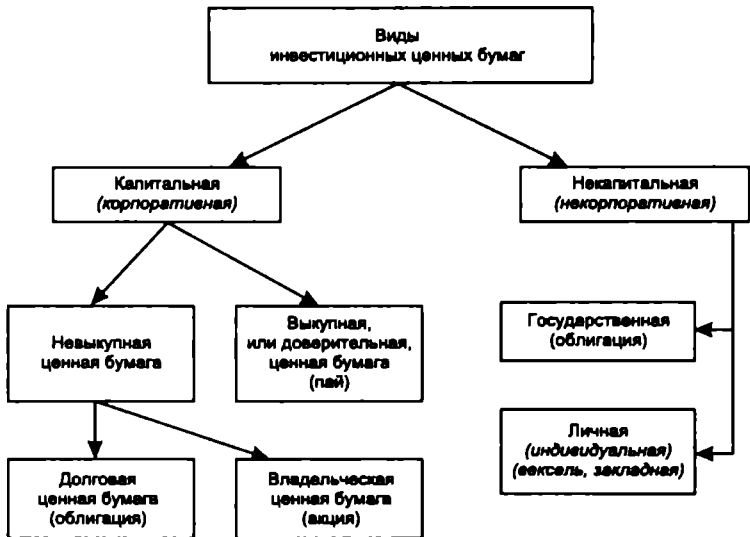 Виды
инвестиционных ценных бумаг
Капитальная
(корпоративная)
Некапитальная
(некорпоративная)
Невыкупная
ценная бумага
Выкупная,
или доверительная,
ценная бумага
(пай)
Государственная
(облигация)
Личная
(индивидуальная)
(вексель, закладная)
Долговая
ценная бумага
(облигация)
Владельческая
ценная бумага
(акция)